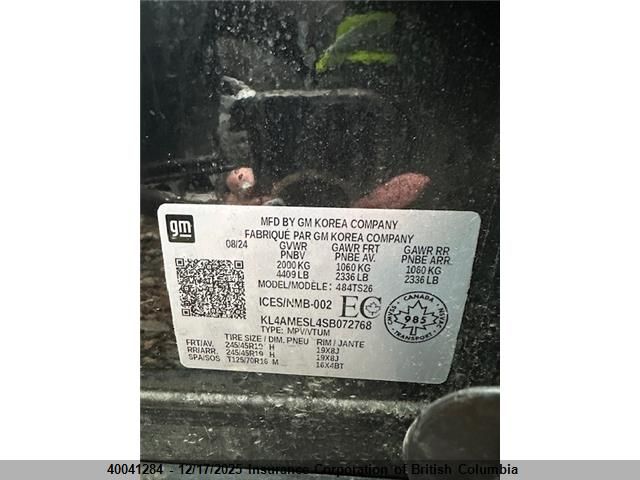 gm
MFD BY GM KOREA COMPANY
FABRIQUÉ PAR GM KOREA COMPANY
08/24 GVWR GAWR FRT GAWR RR
PNBV PNBE AV. PNBE ARR.
2000 KG 1060 KG 1060 KG
4409 LB 2336 LB 2336 LB
MODEL/MODÈLE: 484TS26
ICES/NMB-002 EC
CANADA
CMVSS 985 NSVAC
TRANSPORT
KL4AMESL4SB072768
TYPE: MPV/VTUM
TIRE SIZE / DIM. PNEU RIM / JANTE
FRT/AV. 245/45R19 H 19X8J
RR/ARR. 245/45R19 H 19X8J
SPA/SOS T125/70R16 M 16X4BT
40041284 - 12/17/2025 Insurance Corporation of British Columbia